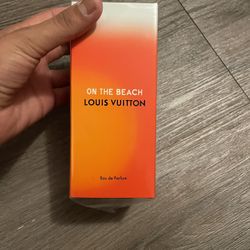 ON THE BEACH
LOUIS VUITTON
Eau de Parfum